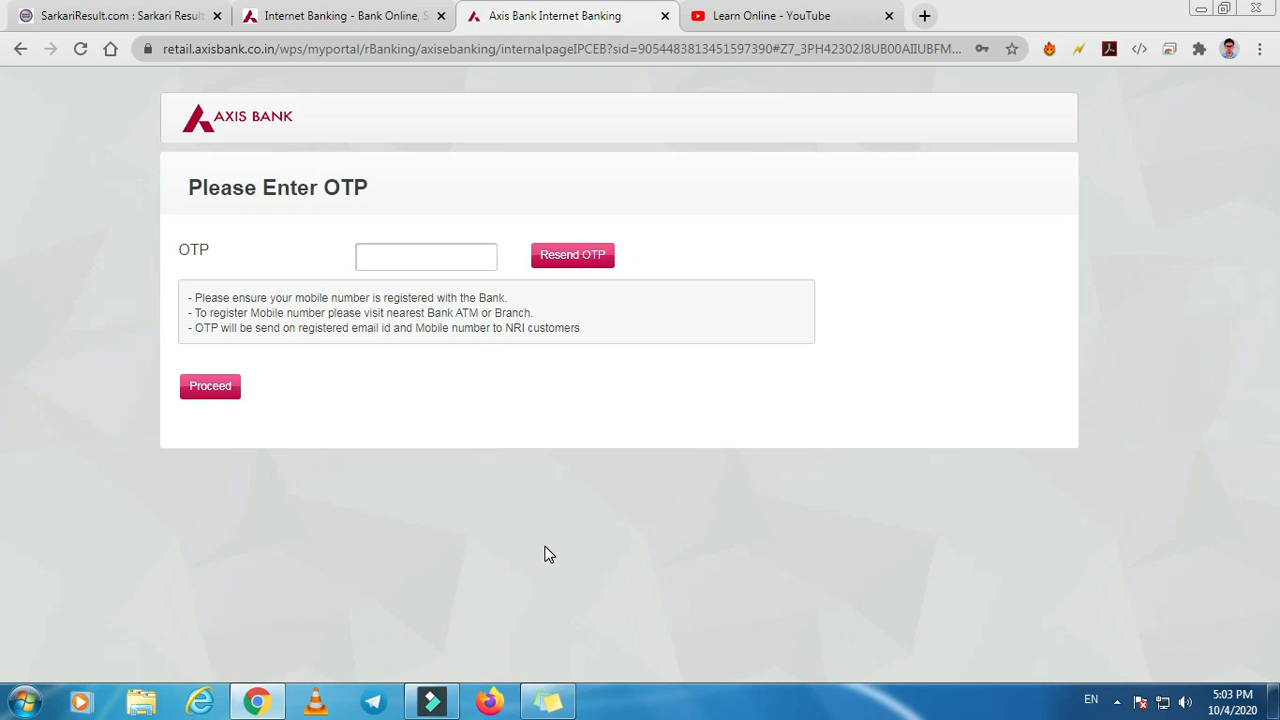 SarkariResult.com : Sarkari Result
Internet Banking - Bank Online, S
Axis Bank Internet Banking
Learn Online - YouTube
retail.axisbank.co.in/wps/myportal/rBanking/axisebanking/internalpageIPCEB?sid=9054483813451597390#Z7_3PH42302J8UB00AIIUBFM...
AXIS BANK
Please Enter OTP
OTP
Resend OTP
- Please ensure your mobile number is registered with the Bank.
- To register Mobile number please visit nearest Bank ATM or Branch.
- OTP will be send on registered email id and Mobile number to NRI customers
Proceed
EN
5:03 PM
10/4/2020